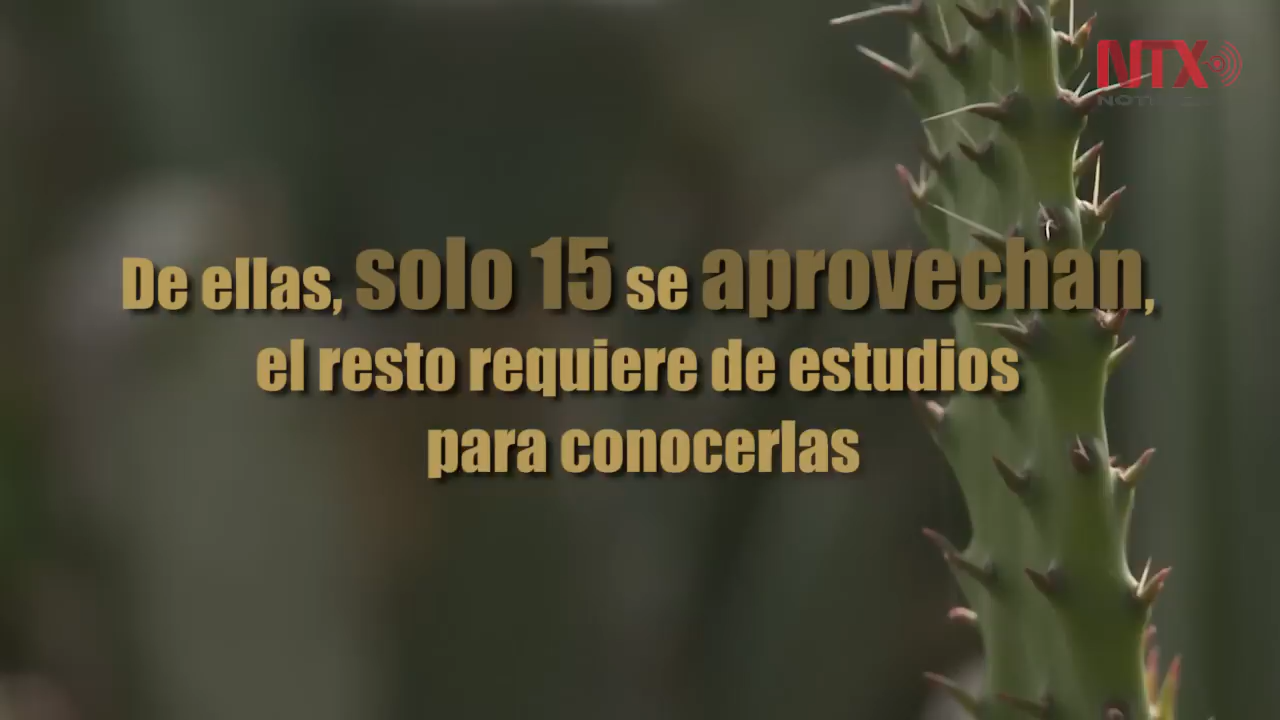 NTX
De ellas, solo 15 se aprovechan,
el resto requiere de estudios
para conocerlas